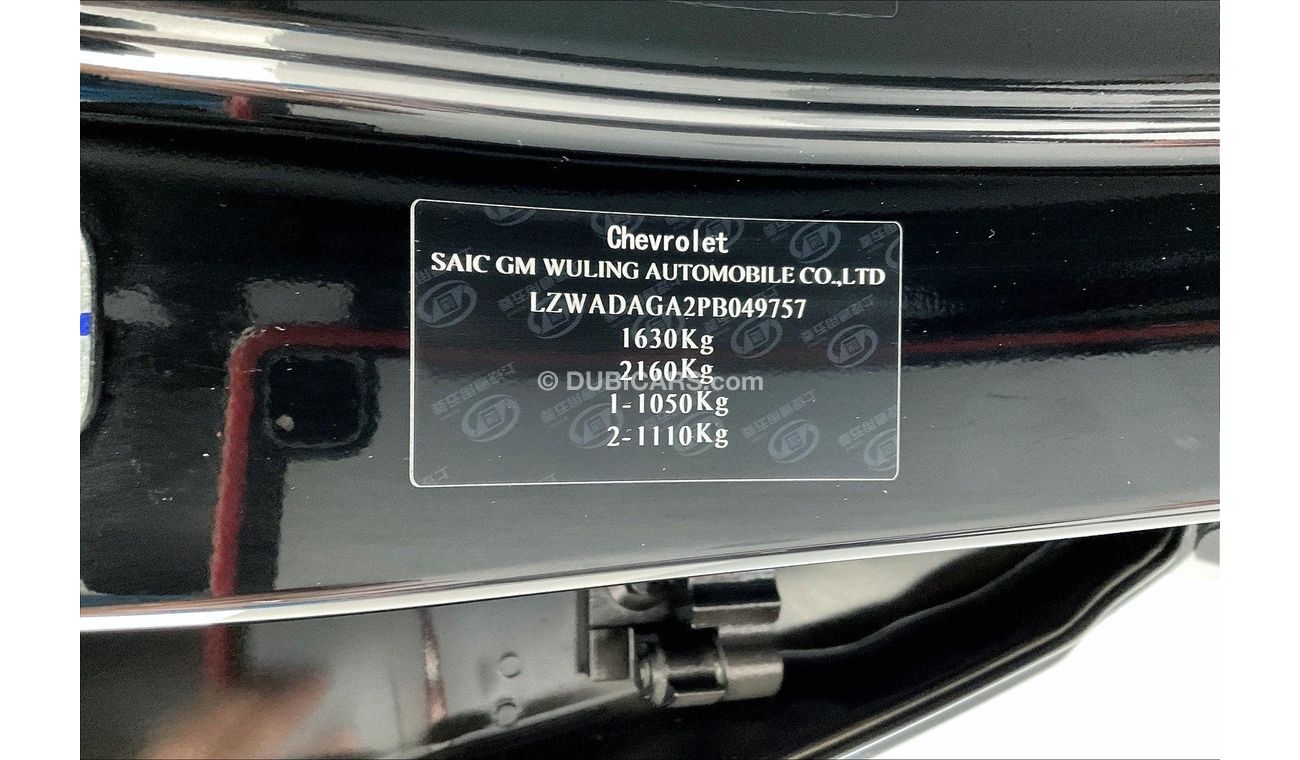 Chevrolet
SAIC GM WULING AUTOMOBILE CO.,LTD
LZWADAGA2PB049757
1630Kg
2160Kg
© DUBICARS.com
1-1050Kg
2-1110Kg